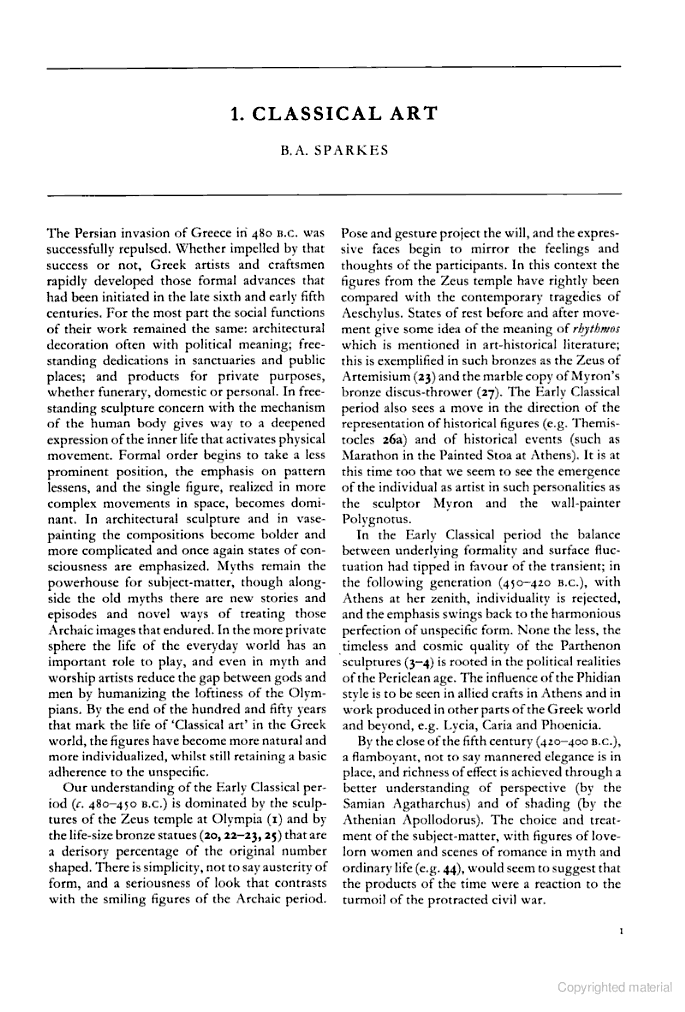 1. CLASSICAL ART
B.A. SPARKES
The Persian invasion of Greece in 480 B.C. was
successfully repulsed. Whether impelled by that
success or not, Greek artists and craftsmen
rapidly developed those formal advances that
had been initiated in the late sixth and early fifth
centuries. For the most part the social functions
of their work remained the same: architectural
decoration often with political meaning; free-
standing dedications in sanctuaries and public
places; and products for private purposes,
whether funerary, domestic or personal. In free-
standing sculpture concern with the mechanism
of the human body gives way to a deepened
expression of the inner life that activates physical
movement. Formal order begins to take a less
prominent position, the emphasis on pattern
lessens, and the single figure, realized in more
complex movements in space, becomes domi-
nant. In architectural sculpture and in vase-
painting the compositions become bolder and
more complicated and once again states of con-
sciousness are emphasized. Myths remain the
powerhouse for subject-matter, though along-
side the old myths there are new stories and
episodes and novel ways of treating those
Archaic images that endured. In the more private
sphere the life of the everyday world has an
important role to play, and even in myth and
worship artists reduce the gap between gods and
men by humanizing the loftiness of the Olym-
pians. By the end of the hundred and fifty years
that mark the life of 'Classical art' in the Greek
world, the figures have become more natural and
more individualized, whilst still retaining a basic
adherence to the unspecific.
Our understanding of the Early Classical per-
iod (c. 480–450 B.C.) is dominated by the sculp-
tures of the Zeus temple at Olympia (1) and by
the life-size bronze statues (20, 22–23, 25) that are
a derisory percentage of the original number
shaped. There is simplicity, not to say austerity of
form, and a seriousness of look that contrasts
with the smiling figures of the Archaic period.
Pose and gesture project the will, and the expres-
sive faces begin to mirror the feelings and
thoughts of the participants. In this context the
figures from the Zeus temple have rightly been
compared with the contemporary tragedies of
Aeschylus. States of rest before and after move-
ment give some idea of the meaning of rhythmos
which is mentioned in art-historical literature;
this is exemplified in such bronzes as the Zeus of
Artemisium (23) and the marble copy of Myron's
bronze discus-thrower (27). The Early Classical
period also sees a move in the direction of the
representation of historical figures (e.g. Themis-
tocles 26a) and of historical events (such as
Marathon in the Painted Stoa at Athens). It is at
this time too that we seem to see the emergence
of the individual as artist in such personalities as
the sculptor Myron and the wall-painter
Polygnotus.
In the Early Classical period the balance
between underlying formality and surface fluc-
tuation had tipped in favour of the transient; in
the following generation (450–420 B.C.), with
Athens at her zenith, individuality is rejected,
and the emphasis swings back to the harmonious
perfection of unspecific form. None the less, the
timeless and cosmic quality of the Parthenon
sculptures (3–4) is rooted in the political realities
of the Periclean age. The influence of the Phidian
style is to be seen in allied crafts in Athens and in
work produced in other parts of the Greek world
and beyond, e.g. Lycia, Caria and Phoenicia.
By the close of the fifth century (420–400 B.C.),
a flamboyant, not to say mannered elegance is in
place, and richness of effect is achieved through a
better understanding of perspective (by the
Samian Agatharchus) and of shading (by the
Athenian Apollodorus). The choice and treat-
ment of the subject-matter, with figures of love-
lorn women and scenes of romance in myth and
ordinary life (e.g. 44), would seem to suggest that
the products of the time were a reaction to the
turmoil of the protracted civil war.
1
Copyrighted material